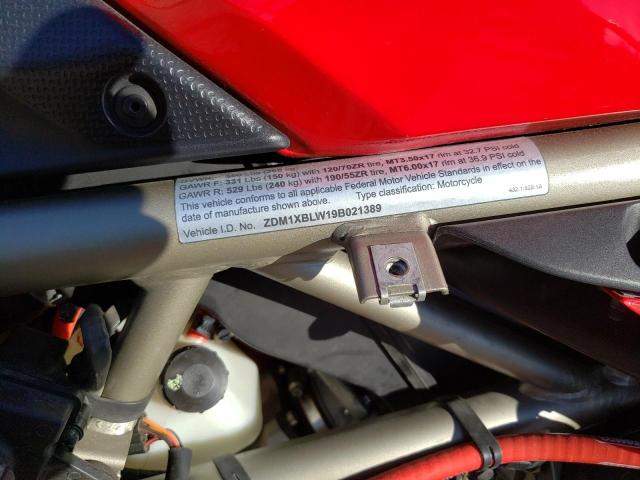 GAWR F: 331 Lbs (150 kg) with 120/70ZR tire, MT3.50x17 rim at 32.7 PSI cold
GAWR R: 529 Lbs (240 kg) with 190/55ZR tire, MT6.00x17 rim at 36.9 PSI cold
This vehicle conforms to all applicable Federal Motor Vehicle Standards in effect on the
date of manufacture shown above. Type classification: Motorcycle
Vehicle I.D. No. ZDM1XBLW19B021389